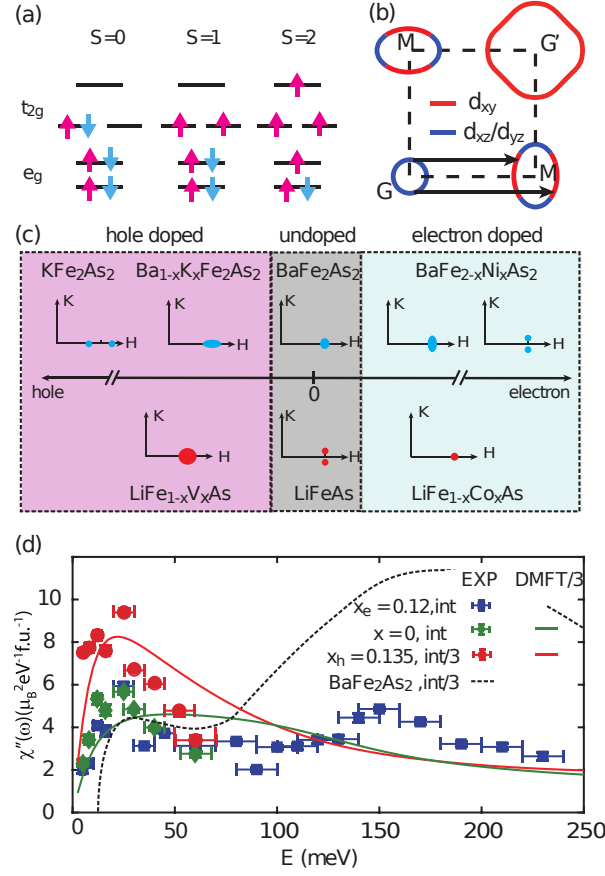 (a)
S=0 S=1 S=2
t2g
eg
(b)
M
G'
dxy
dxz/dyz
G
M
(c)
hole doped undoped electron doped
KFe2As2 Ba1-xKxFe2As2 BaFe2As2 BaFe2-xNixAs2
K K K K K
H H H H H
hole 0 electron
K K K
H H H
LiFe1-xVxAs LiFeAs LiFe1-xCoxAs
(d)
EXP DMFT/3
xe = 0.12, int
x = 0, int
xh = 0.135, int/3
BaFe2As2, int/3
χ''(ω)(μB²eV⁻¹f.u.⁻¹)
10
8
6
4
2
0
0 50 100 150 200 250
E (meV)